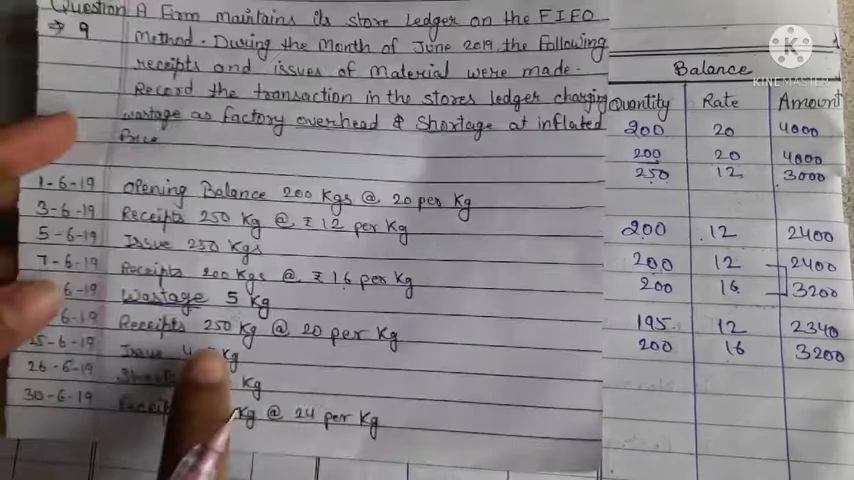 Question A Firm maintains its store Ledger on the FIFO
⇒ 9 Method. During the Month of June 2019 the Following
receipts and issues of Material were made.
Record the transaction in the stores ledger charging
wastage as factory overhead & shortage at inflated
Price
1-6-19 Opening Balance 200 Kgs @ 20 per Kg
3-6-19 Receipts 250 Kg @ ₹12 per Kg
5-6-19 Issue 250 Kgs
7-6-19 Receipts 200 Kgs @ ₹16 per Kg
6-19 Wastage 5 Kg
6-19 Receipts 250 Kg @ 20 per Kg
25-6-19 Issue Kg
26-6-19 Kg
30-6-19 Kg @ 24 per Kg
KINEMASTER
Balance
Quantity Rate Amount
200 20 4000
200 20 4000
250 12 3000
200 12 2400
200 12 2400
200 16 3200
195 12 2340
200 16 3200